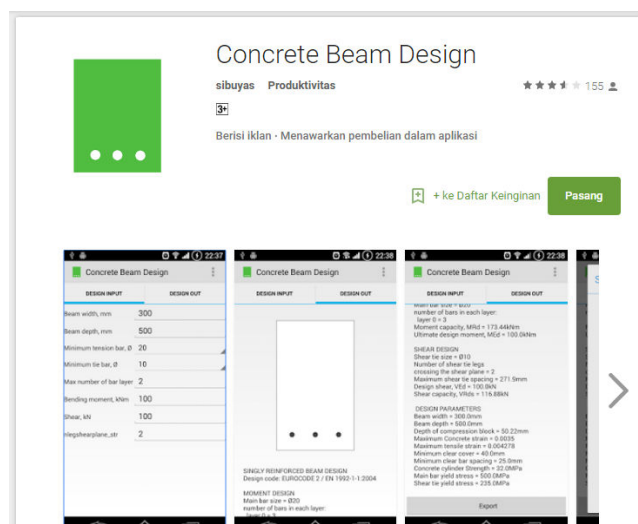 Concrete Beam Design
sibuyas Produktivitas
155
3+
Berisi iklan · Menawarkan pembelian dalam aplikasi
+ ke Daftar Keinginan
Pasang
22:37
Concrete Beam Design
DESIGN INPUT DESIGN OUT
Beam width, mm 300
Beam depth, mm 500
Minimum tension bar, Ø 20
Minimum tie bar, Ø 10
Max number of bar layer 2
Bending moment, kNm 100
Shear, kN 100
nlegshearplane_str 2
22:38
Concrete Beam Design
DESIGN INPUT DESIGN OUT
SINGLY REINFORCED BEAM DESIGN
Design code: EUROCODE 2 / EN 1992-1-1:2004
MOMENT DESIGN
Main bar size = Ø20
number of bars in each layer:
layer 0 = 3
22:38
Concrete Beam Design
DESIGN INPUT DESIGN OUT
Main bar size = Ø20
number of bars in each layer:
layer 0 = 3
Moment capacity, MRd = 173.44kNm
Ultimate design moment, MEd = 100.0kNm
SHEAR DESIGN
Shear tie size = Ø10
Number of shear tie legs
crossing the shear plane = 2
Maximum shear tie spacing = 271.9mm
Design shear, VEd = 100.0kN
Shear capacity, VRds = 116.88kN
DESIGN PARAMETERS
Beam width = 300.0mm
Beam depth = 500.0mm
Depth of compression block = 50.22mm
Maximum Concrete strain = 0.0035
Maximum tensile strain = 0.004278
Minimum clear cover = 40.0mm
Minimum clear bar spacing = 25.0mm
Concrete cylinder Strength = 32.0MPa
Main bar yield stress = 500.0MPa
Shear tie yield stress = 235.0MPa
Export